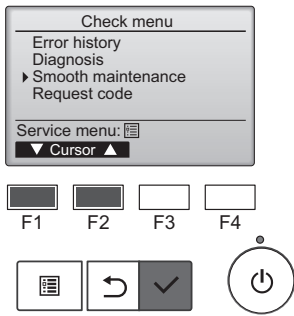 Check menu
Error history
Diagnosis
Smooth maintenance
Request code
Service menu:
Cursor
F1 F2 F3 F4